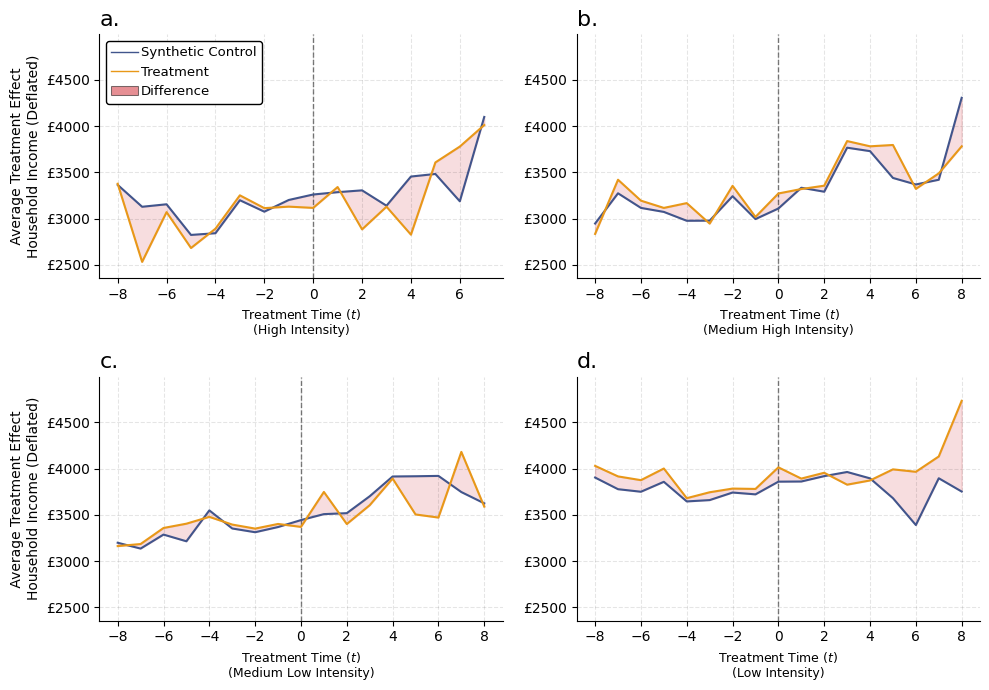 a.
Average Treatment Effect
Household Income (Deflated)
£4500
£4000
£3500
£3000
£2500
Synthetic Control
Treatment
Difference
−8 −6 −4 −2 0 2 4 6
Treatment Time (t)
(High Intensity)
b.
£4500
£4000
£3500
£3000
£2500
−8 −6 −4 −2 0 2 4 6 8
Treatment Time (t)
(Medium High Intensity)
c.
Average Treatment Effect
Household Income (Deflated)
£4500
£4000
£3500
£3000
£2500
−8 −6 −4 −2 0 2 4 6 8
Treatment Time (t)
(Medium Low Intensity)
d.
£4500
£4000
£3500
£3000
£2500
−8 −6 −4 −2 0 2 4 6 8
Treatment Time (t)
(Low Intensity)